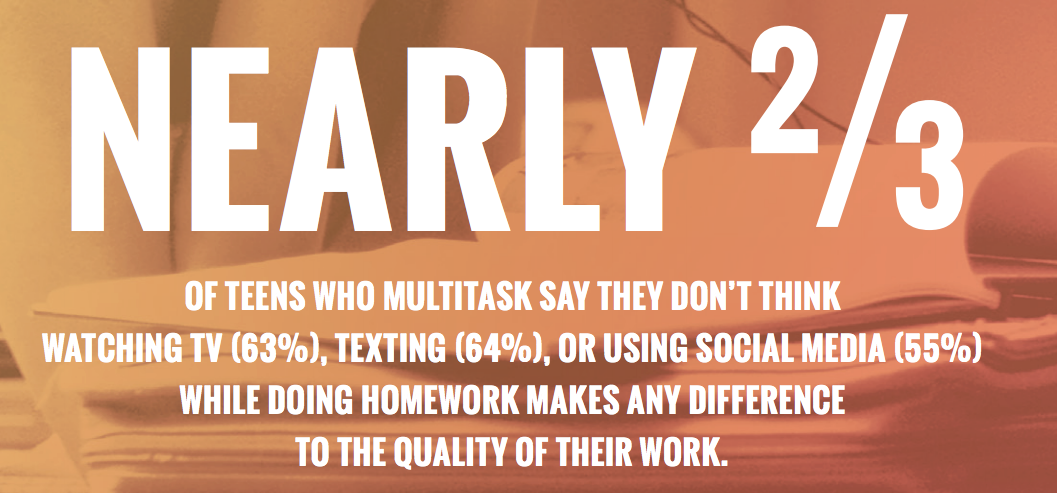 NEARLY 2/3
OF TEENS WHO MULTITASK SAY THEY DON'T THINK
WATCHING TV (63%), TEXTING (64%), OR USING SOCIAL MEDIA (55%)
WHILE DOING HOMEWORK MAKES ANY DIFFERENCE
TO THE QUALITY OF THEIR WORK.